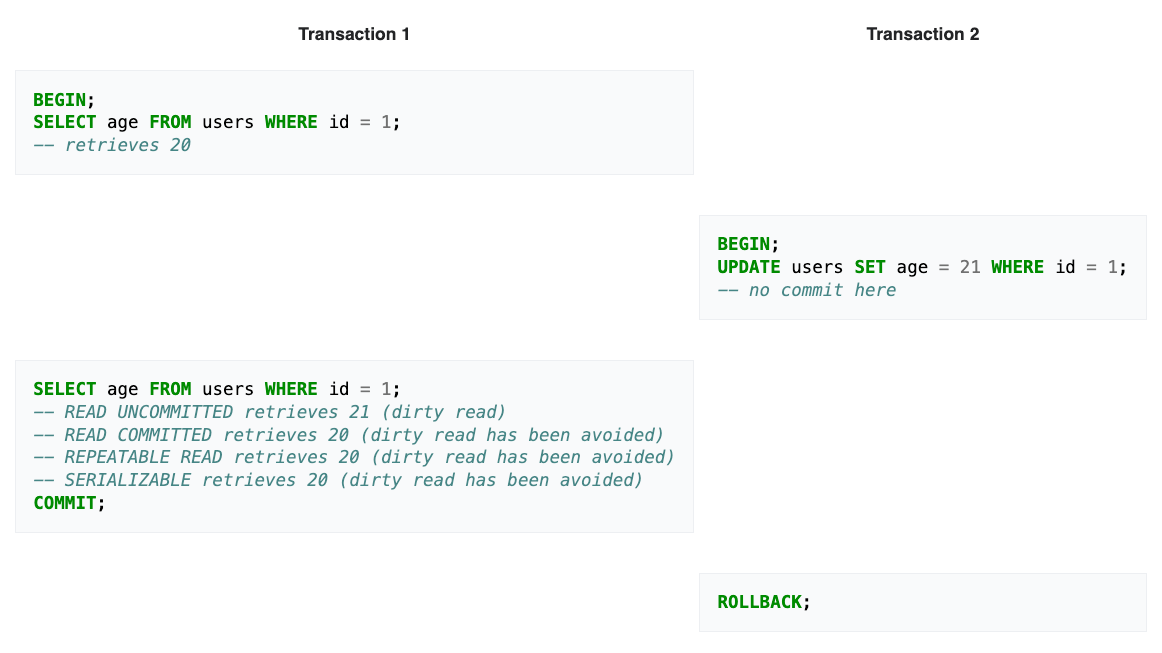 Transaction 1
Transaction 2
BEGIN;
SELECT age FROM users WHERE id = 1;
-- retrieves 20
BEGIN;
UPDATE users SET age = 21 WHERE id = 1;
-- no commit here
SELECT age FROM users WHERE id = 1;
-- READ UNCOMMITTED retrieves 21 (dirty read)
-- READ COMMITTED retrieves 20 (dirty read has been avoided)
-- REPEATABLE READ retrieves 20 (dirty read has been avoided)
-- SERIALIZABLE retrieves 20 (dirty read has been avoided)
COMMIT;
ROLLBACK;